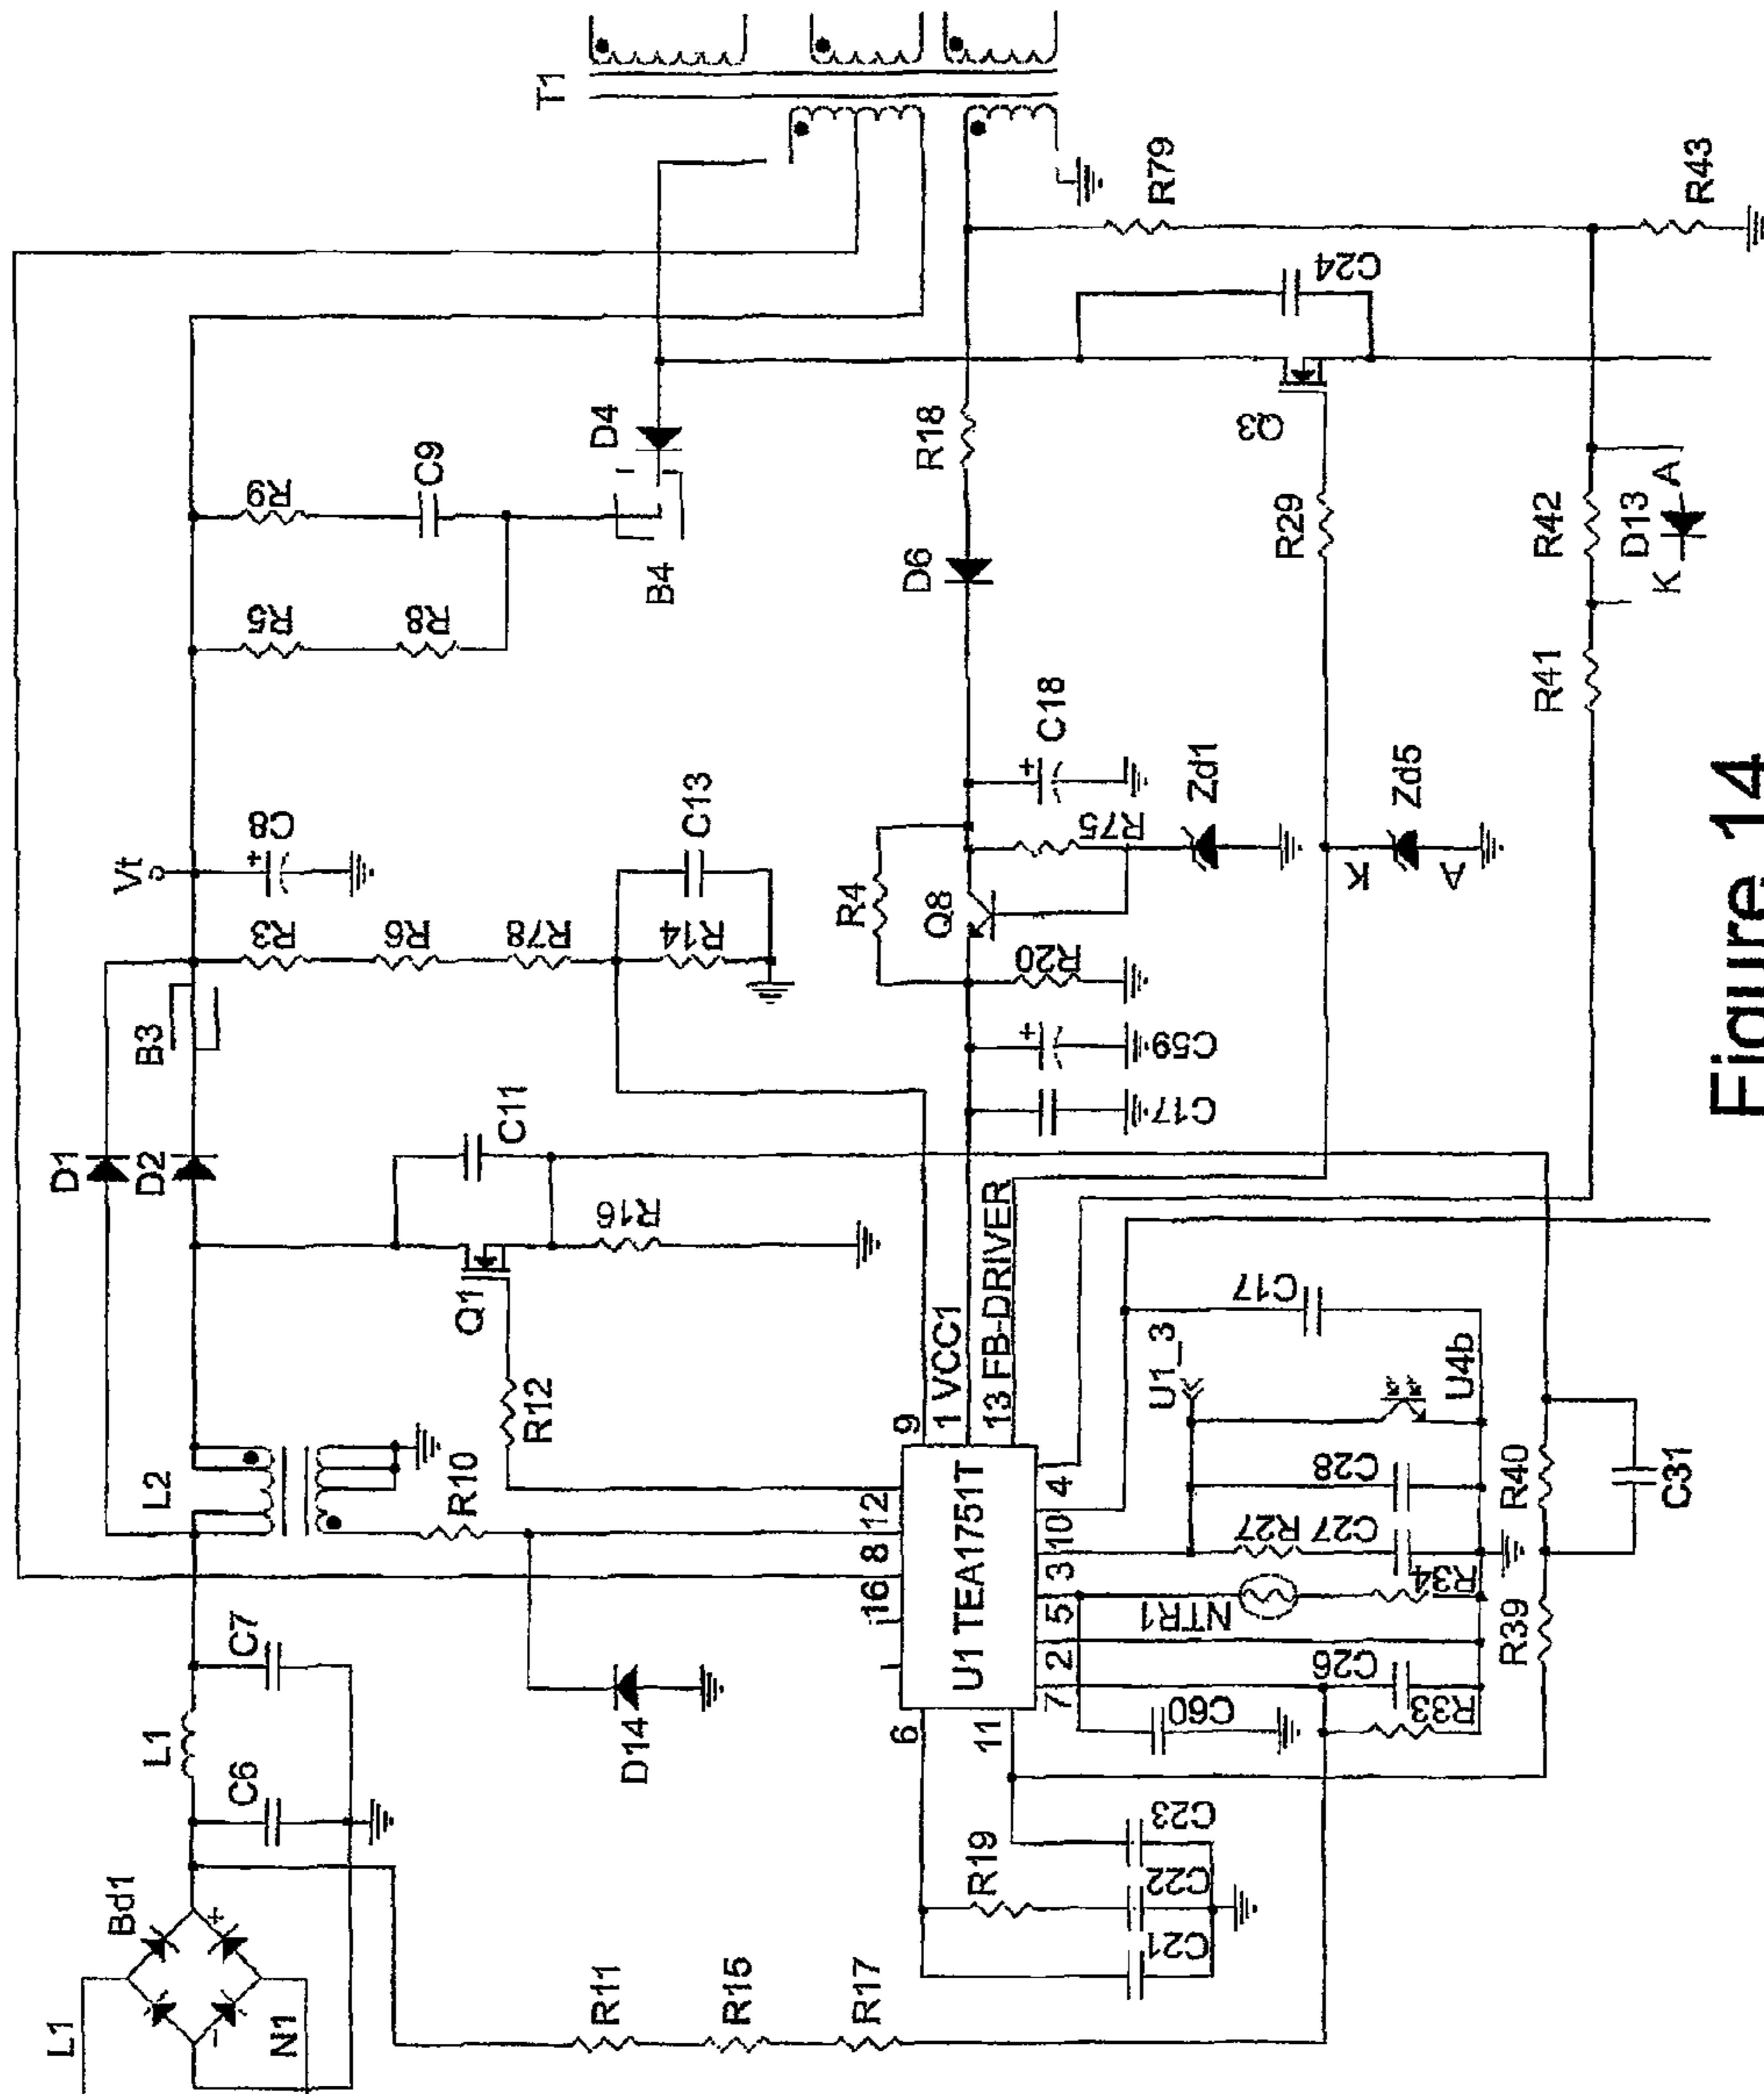 L1
N1
Bd1
C6
L1
C7
L2
D1
D2
B3
Vt
C8
R5
R8
R9
C9
D4
B4
T1
R10
D14
R12
Q1
C11
R16
R3
R6
R78
R14
C13
R11
R15
R17
U1 TEA1751T
6
11
16
8
12
9
1 VCC1
13 FB-DRIVER
4
10
3
5
2
7
C17
C59
R20
Q8
R4
R75
Zd1
C18
D6
R18
R79
R43
C24
Q3
R29
K
A
Zd5
R41
R42
D13
K
A
R19
C21
C22
C23
C60
R33
C26
NTR1
R34
R27
C27
C28
U1_3
U4b
C17
R39
R40
C31
Figure 14